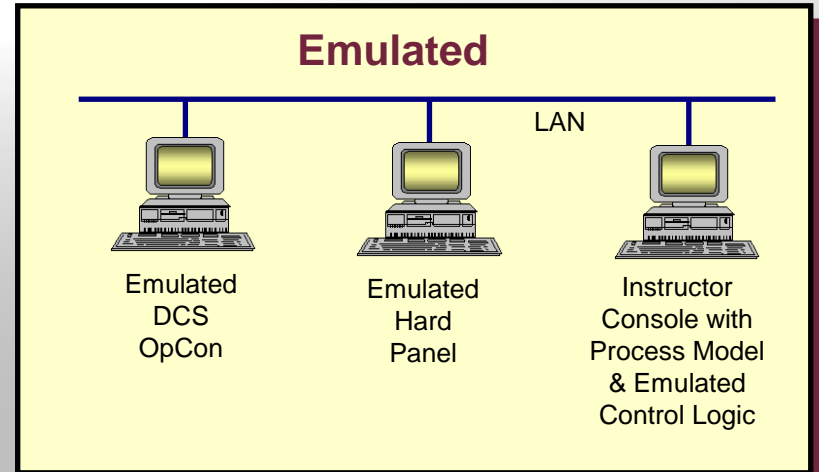 Emulated
LAN
Emulated
DCS
OpCon
Emulated
Hard
Panel
Instructor
Console with
Process Model
& Emulated
Control Logic